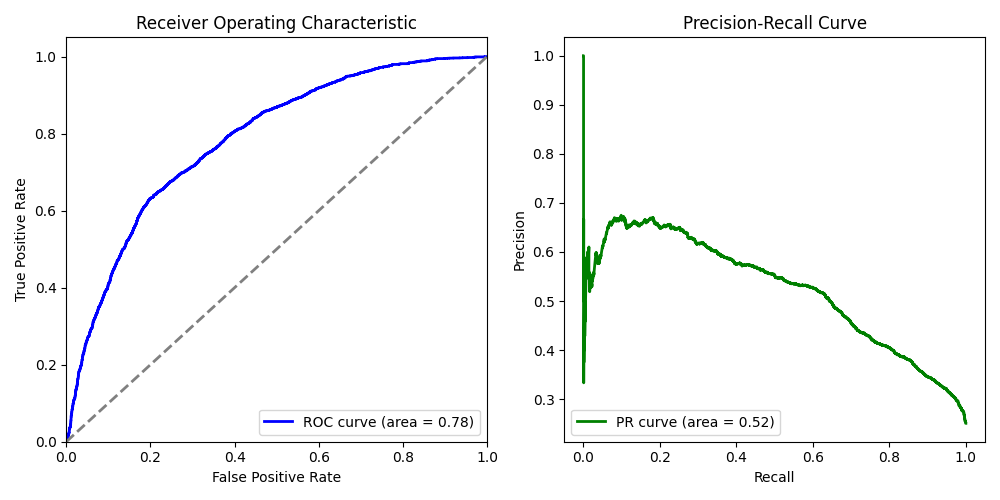 Receiver Operating Characteristic
1.0
0.8
0.6
0.4
0.2
0.0
True Positive Rate
0.0 0.2 0.4 0.6 0.8 1.0
False Positive Rate
ROC curve (area = 0.78)
Precision-Recall Curve
1.0
0.9
0.8
0.7
0.6
0.5
0.4
0.3
Precision
0.0 0.2 0.4 0.6 0.8 1.0
Recall
PR curve (area = 0.52)